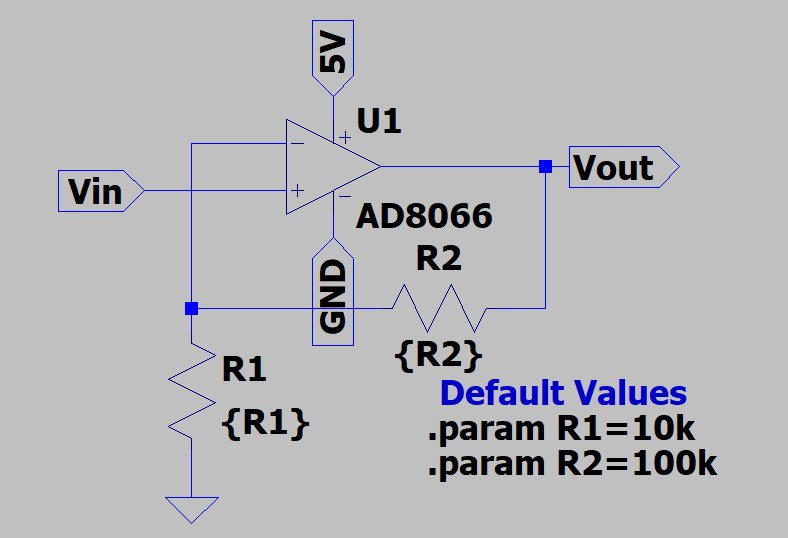 5V
U1
Vin
Vout
AD8066
R2
GND
{R2}
R1
{R1}
Default Values
.param R1=10k
.param R2=100k